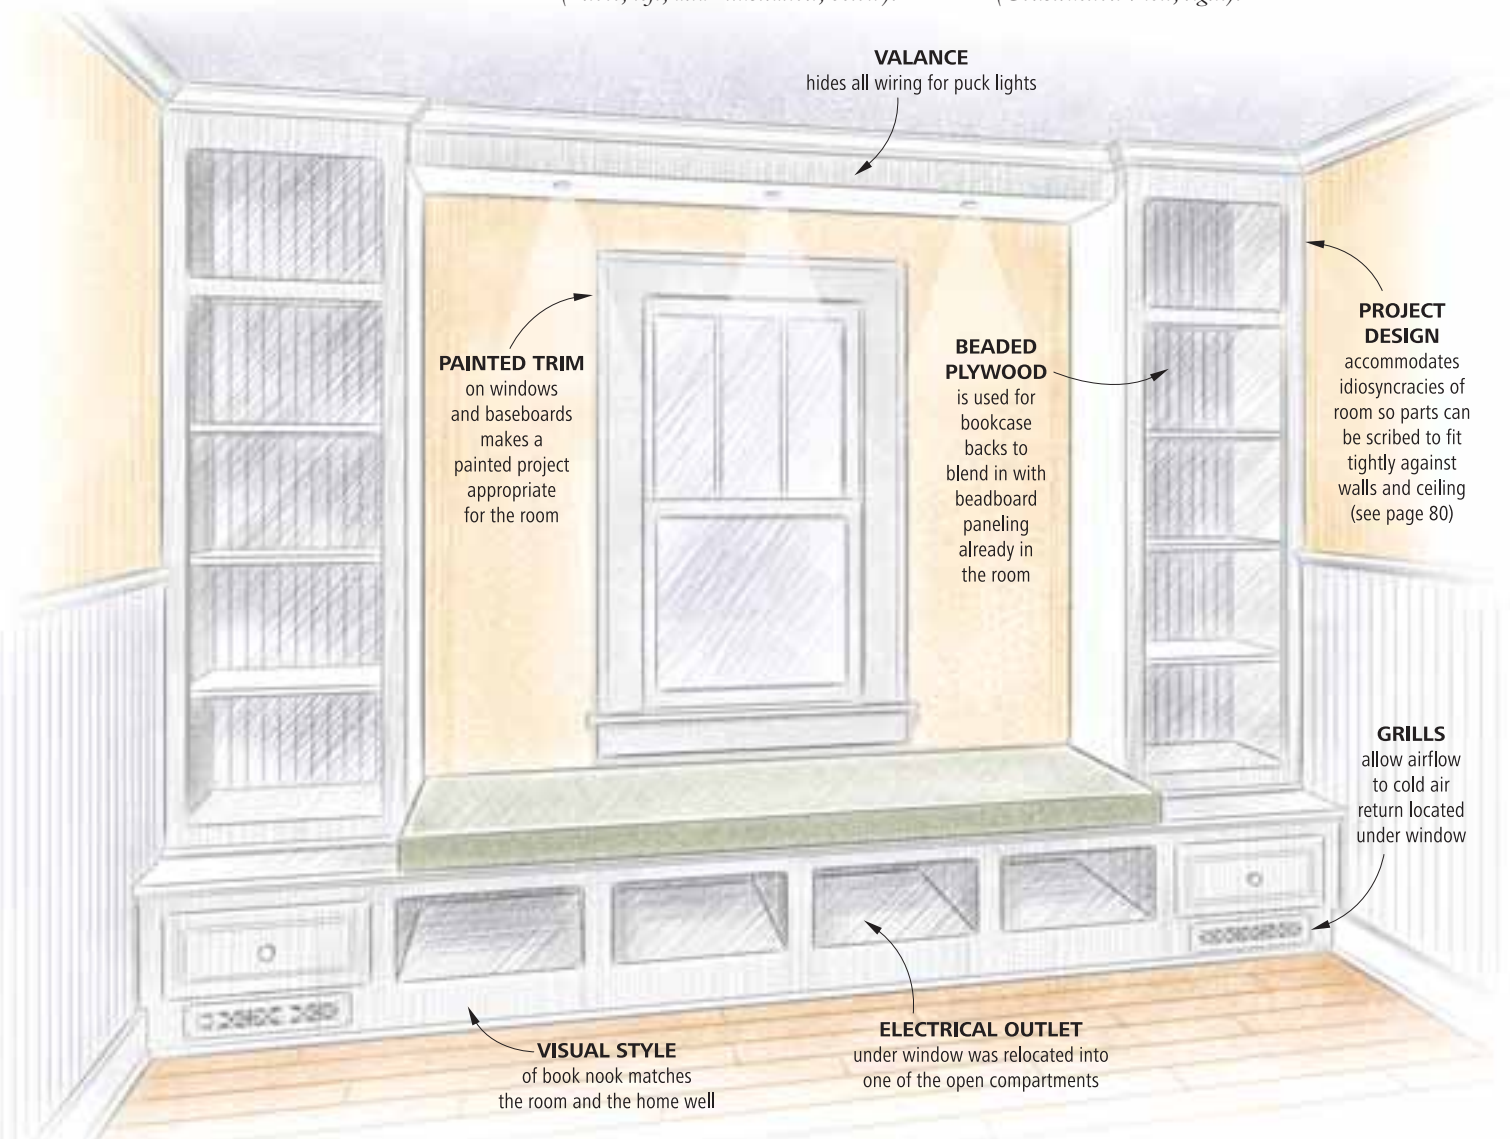 VALANCE
hides all wiring for puck lights
PAINTED TRIM
on windows
and baseboards
makes a
painted project
appropriate
for the room
BEADED
PLYWOOD
is used for
bookcase
backs to
blend in with
beadboard
paneling
already in
the room
PROJECT
DESIGN
accommodates
idiosyncracies of
room so parts can
be scribed to fit
tightly against
walls and ceiling
(see page 80)
GRILLS
allow airflow
to cold air
return located
under window
VISUAL STYLE
of book nook matches
the room and the home well
ELECTRICAL OUTLET
under window was relocated into
one of the open compartments